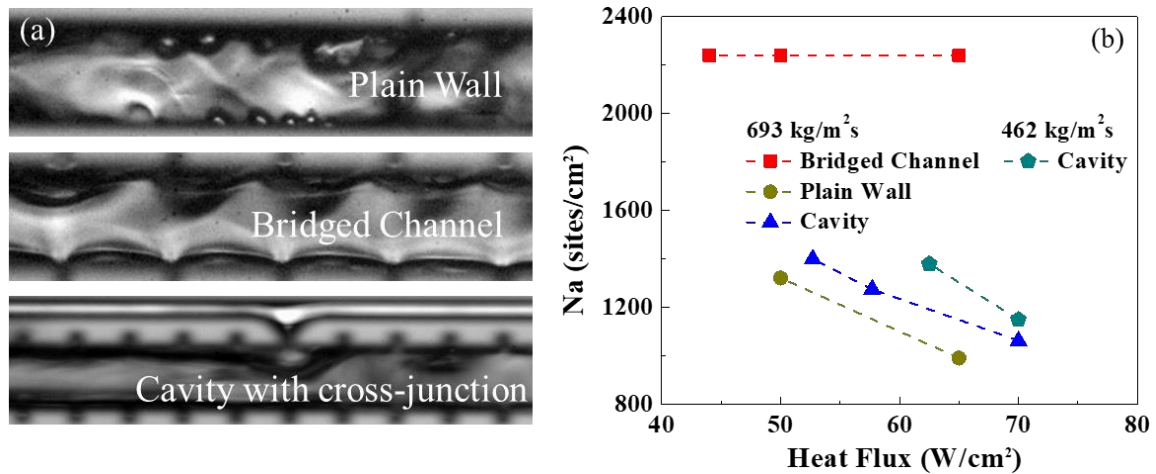 (a)
Plain Wall
Bridged Channel
Cavity with cross-junction
(b)
2400
2000
1600
1200
800
Na (sites/cm²)
693 kg/m²s 462 kg/m²s
Bridged Channel Cavity
Plain Wall
Cavity
40 50 60 70 80
Heat Flux (W/cm²)